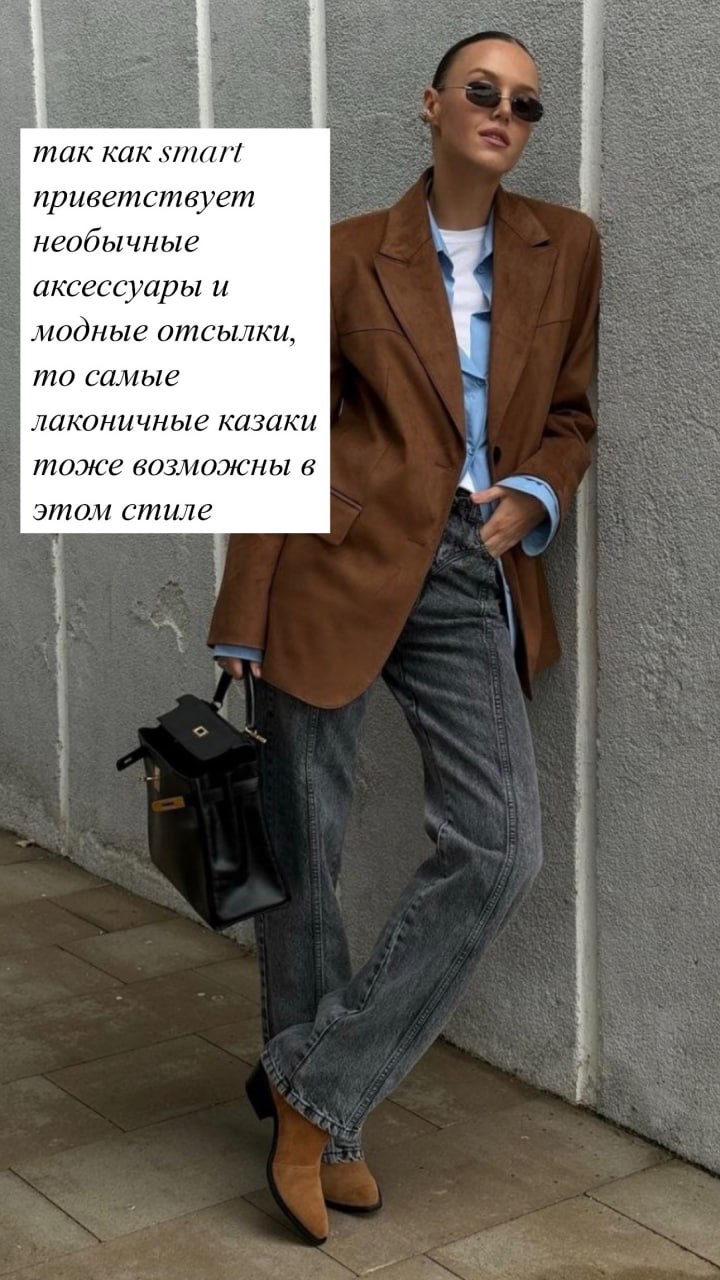 так как smart
приветствует
необычные
аксессуары и
модные отсылки,
то самые
лаконичные казаки
тоже возможны в
этом стиле